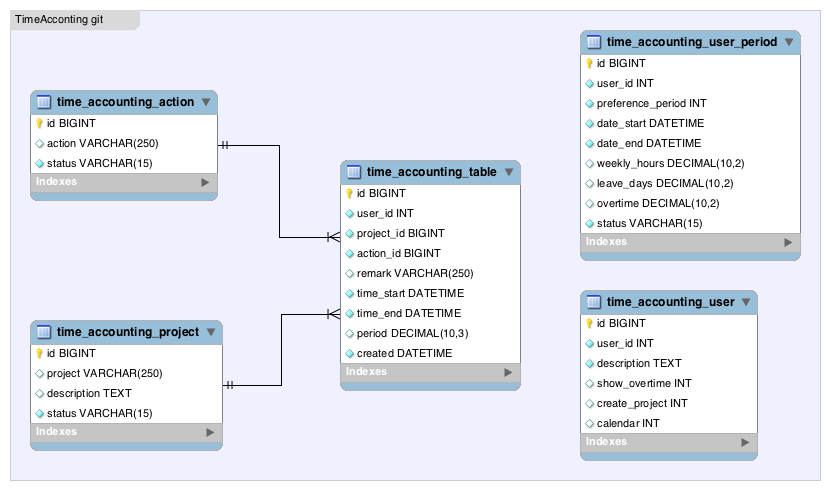 TimeAcconting git
time_accounting_action
id BIGINT
action VARCHAR(250)
status VARCHAR(15)
Indexes
time_accounting_project
id BIGINT
project VARCHAR(250)
description TEXT
status VARCHAR(15)
Indexes
time_accounting_table
id BIGINT
user_id INT
project_id BIGINT
action_id BIGINT
remark VARCHAR(250)
time_start DATETIME
time_end DATETIME
period DECIMAL(10,3)
created DATETIME
Indexes
time_accounting_user_period
id BIGINT
user_id INT
preference_period INT
date_start DATETIME
date_end DATETIME
weekly_hours DECIMAL(10,2)
leave_days DECIMAL(10,2)
overtime DECIMAL(10,2)
status VARCHAR(15)
Indexes
time_accounting_user
id BIGINT
user_id INT
description TEXT
show_overtime INT
create_project INT
calendar INT
Indexes